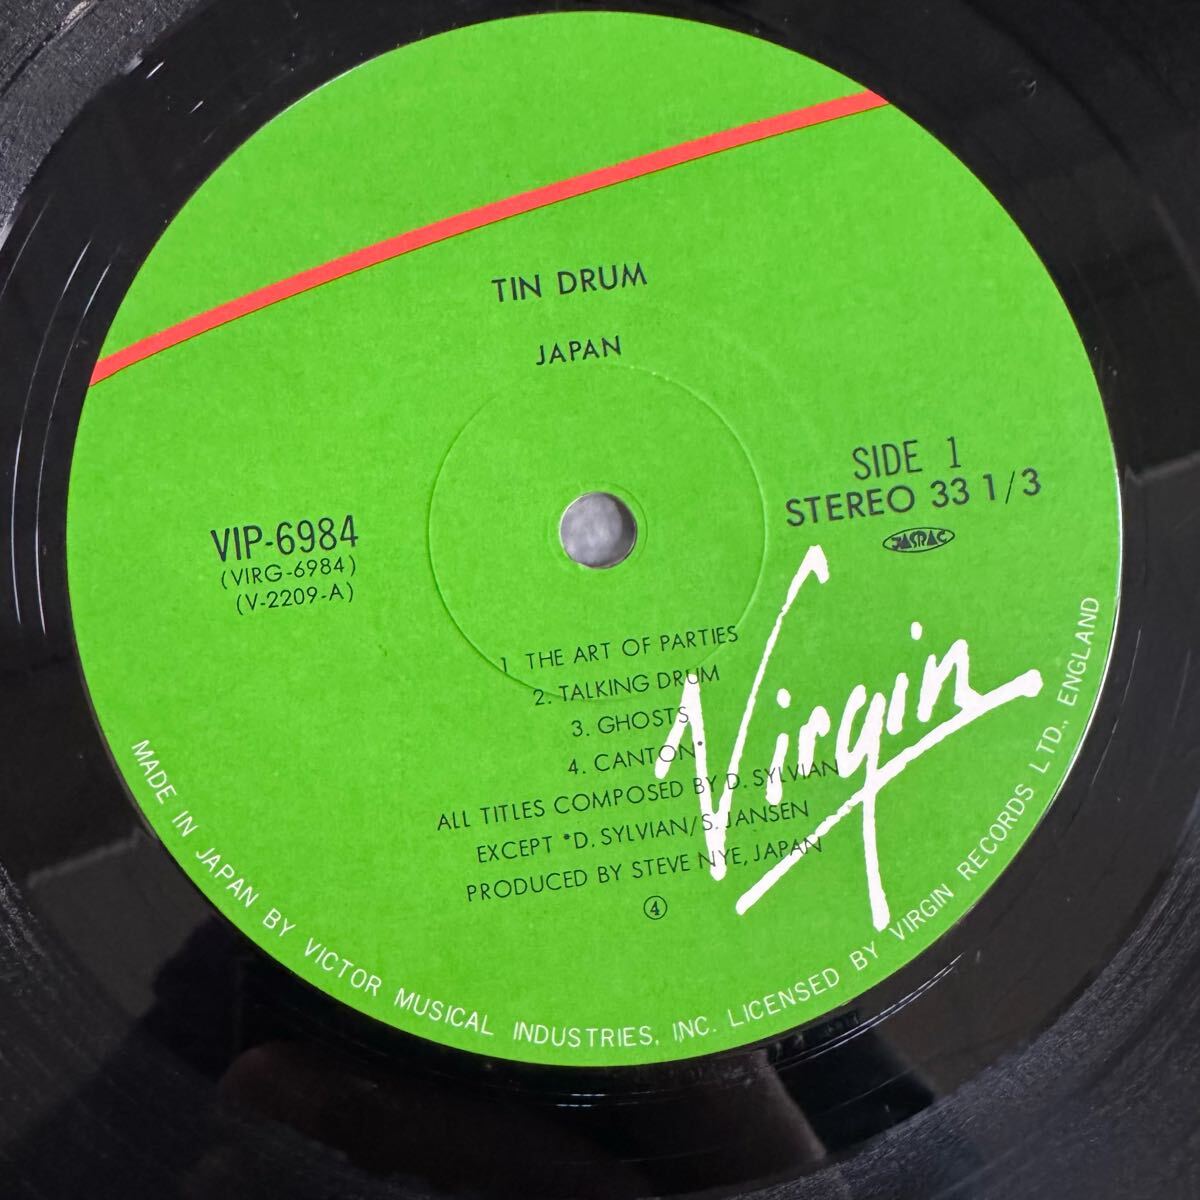 TIN DRUM
JAPAN
SIDE 1
STEREO 33 1/3
JASRAC
VIP-6984
(VIRG-6984)
(V-2209-A)
1. THE ART OF PARTIES
2. TALKING DRUM
3. GHOSTS
4. CANTON*
ALL TITLES COMPOSED BY D. SYLVIAN
EXCEPT *D. SYLVIAN/S. JANSEN
PRODUCED BY STEVE NYE, JAPAN
④
Virgin
MADE IN JAPAN BY VICTOR MUSICAL INDUSTRIES, INC. LICENSED BY VIRGIN RECORDS LTD., ENGLAND